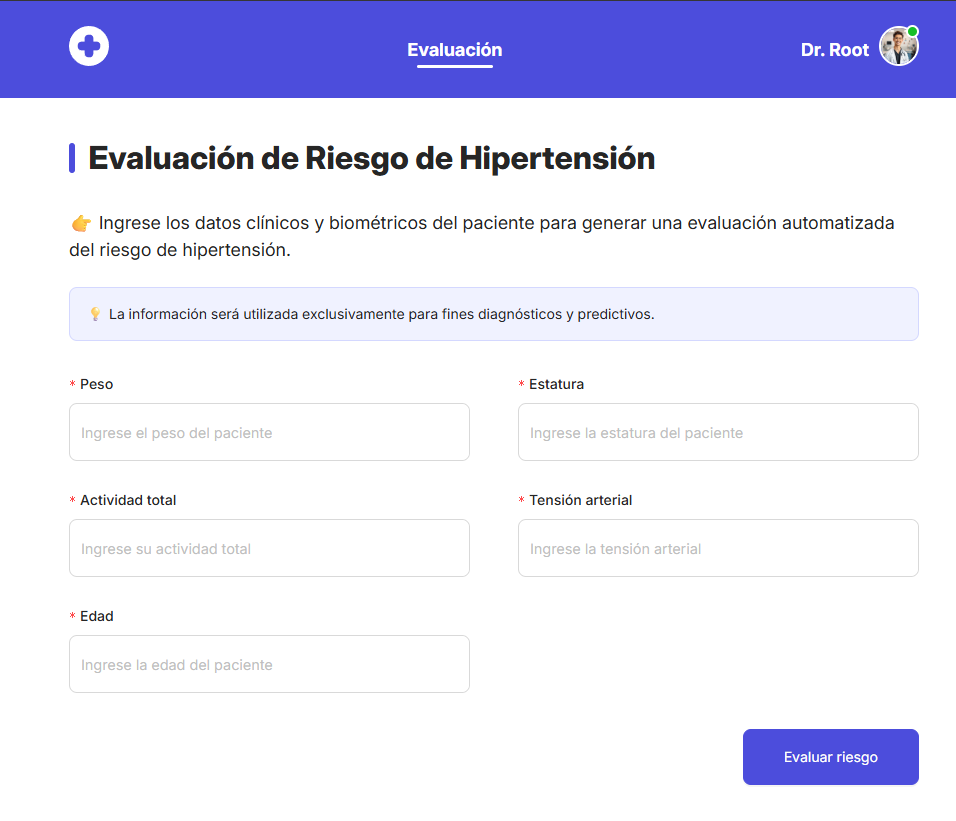 Evaluación
Dr. Root
Evaluación de Riesgo de Hipertensión
👉 Ingrese los datos clínicos y biométricos del paciente para generar una evaluación automatizada
del riesgo de hipertensión.
💡 La información será utilizada exclusivamente para fines diagnósticos y predictivos.
* Peso
* Estatura
Ingrese el peso del paciente
Ingrese la estatura del paciente
* Actividad total
* Tensión arterial
Ingrese su actividad total
Ingrese la tensión arterial
* Edad
Ingrese la edad del paciente
Evaluar riesgo